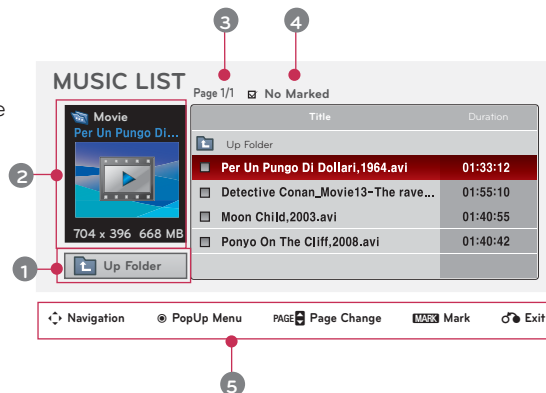 3
4
MUSIC LIST
Page 1/1 No Marked
e
Movie
Per Un Pungo Di...
2
704 x 396 668 MB
1
Up Folder
Title Duration
Up Folder
Per Un Pungo Di Dollari,1964.avi 01:33:12
Detective Conan_Movie13-The rave... 01:55:10
Moon Child,2003.avi 01:40:55
Ponyo On The Cliff,2008.avi 01:40:42
Navigation PopUp Menu PAGE Page Change MARK Mark Exit
5